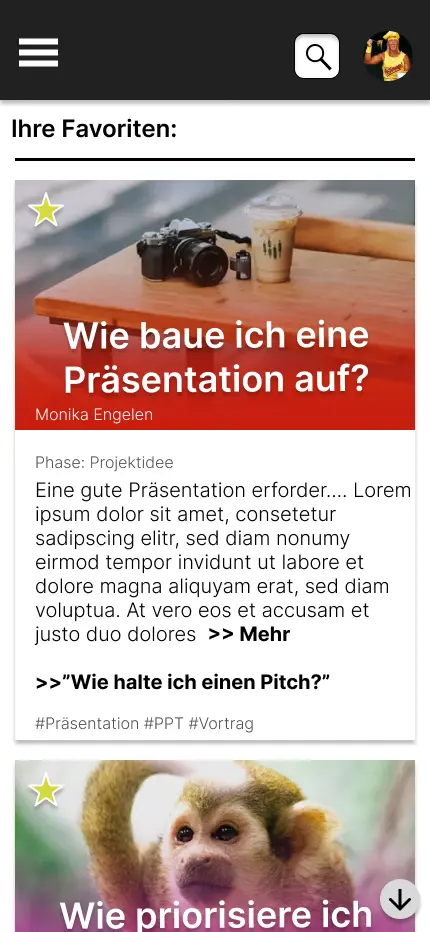 Ihre Favoriten:
Wie baue ich eine
Präsentation auf?
Monika Engelen
Phase: Projektidee
Eine gute Präsentation erforder.... Lorem
ipsum dolor sit amet, consetetur
sadipscing elitr, sed diam nonumy
eirmod tempor invidunt ut labore et
dolore magna aliquyam erat, sed diam
voluptua. At vero eos et accusam et
justo duo dolores >> Mehr
>>”Wie halte ich einen Pitch?”
#Präsentation #PPT #Vortrag
Wie priorisiere ich